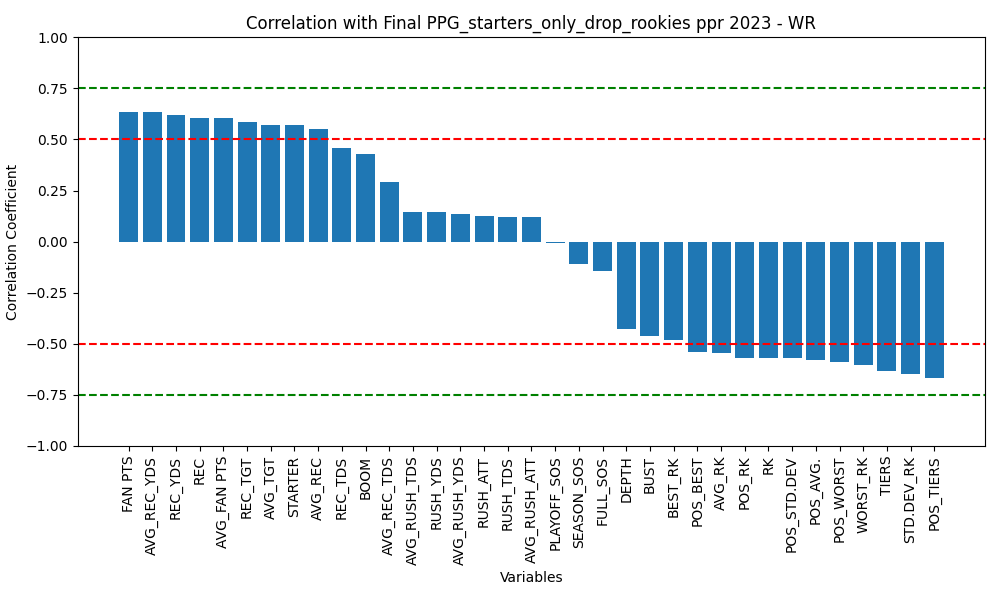 Correlation with Final PPG_starters_only_drop_rookies ppr 2023 - WR
1.00
0.75
0.50
0.25
0.00
−0.25
−0.50
−0.75
−1.00
Correlation Coefficient
FAN PTS
AVG_REC_YDS
REC_YDS
REC
AVG_FAN PTS
REC_TGT
AVG_TGT
STARTER
AVG_REC
REC_TDS
BOOM
AVG_REC_TDS
AVG_RUSH_TDS
RUSH_YDS
AVG_RUSH_YDS
RUSH_ATT
RUSH_TDS
AVG_RUSH_ATT
PLAYOFF_SOS
SEASON_SOS
FULL_SOS
DEPTH
BUST
BEST_RK
POS_BEST
AVG_RK
POS_RK
RK
POS_STD.DEV
POS_AVG.
POS_WORST
WORST_RK
TIERS
STD.DEV_RK
POS_TIERS
Variables